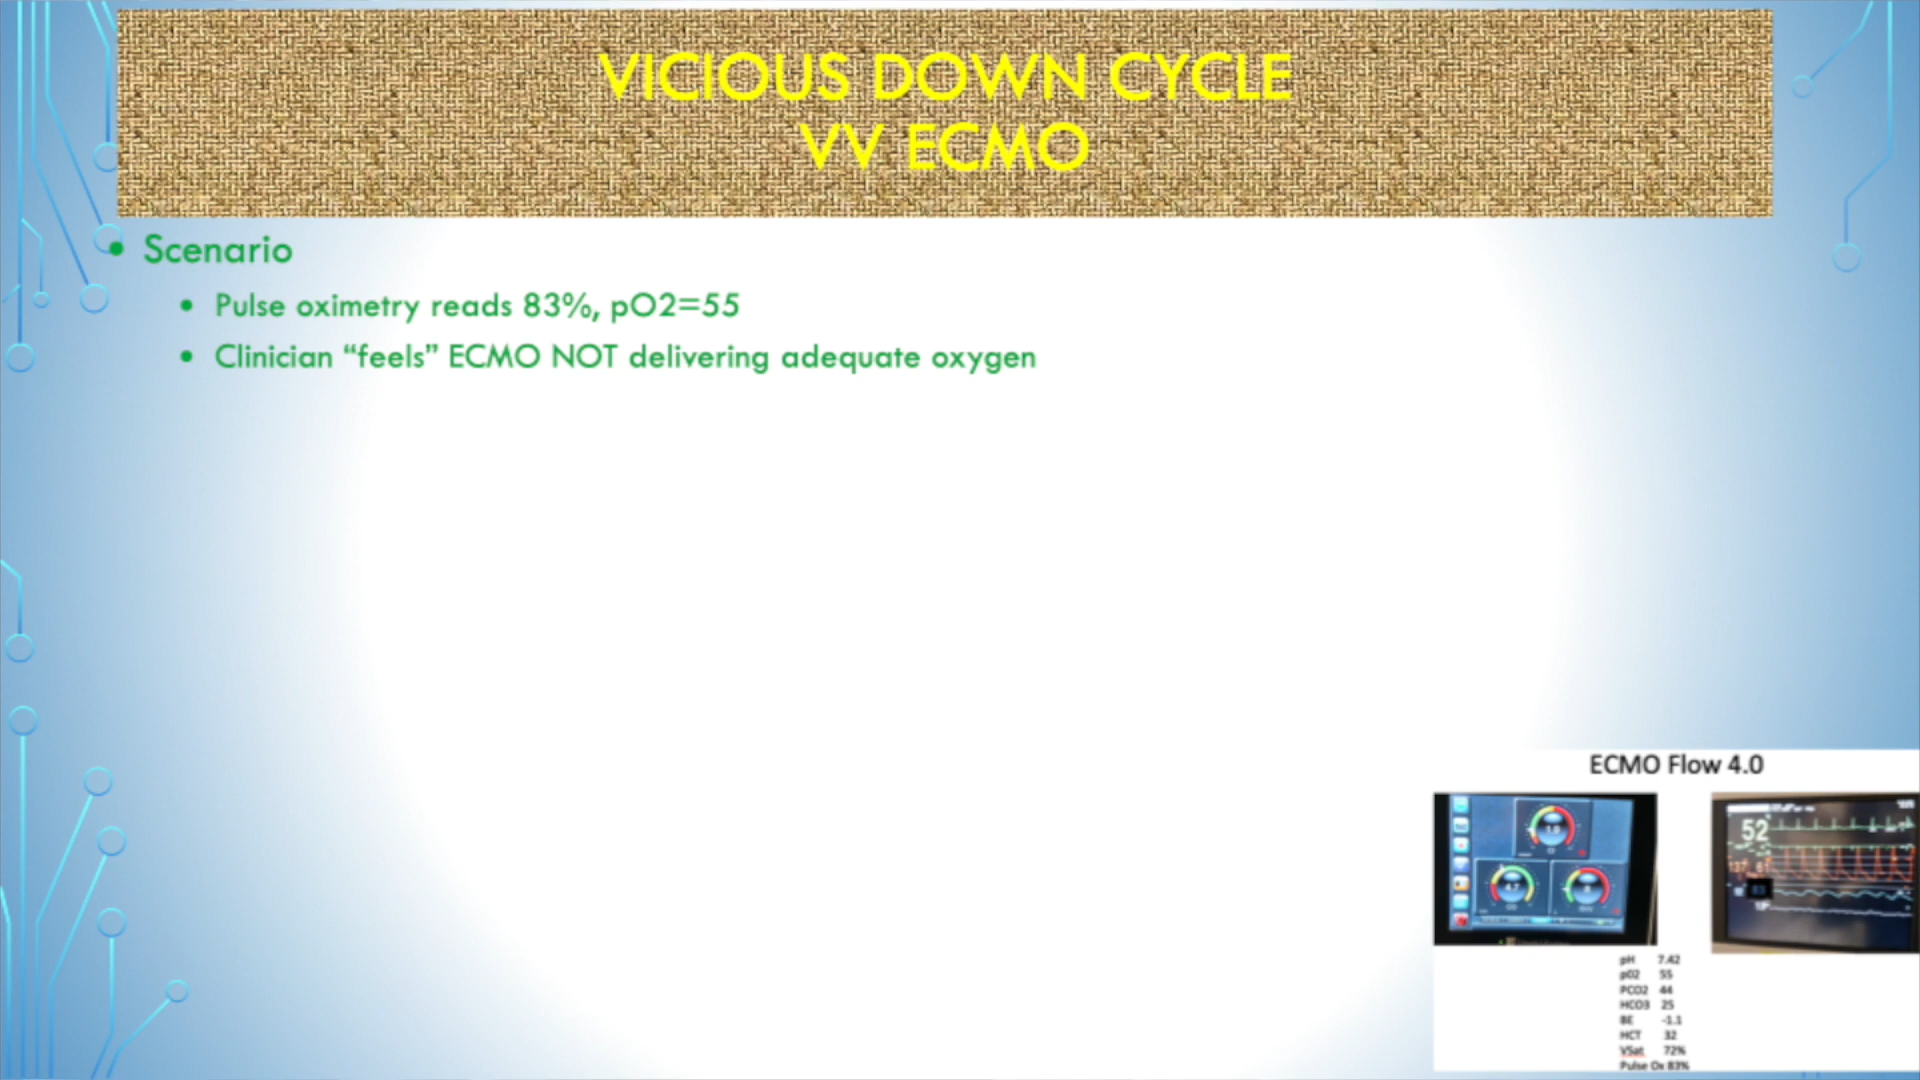 VICIOUS DOWN CYCLE
VV ECMO
• Scenario
• Pulse oximetry reads 83%, pO2=55
• Clinician “feels” ECMO NOT delivering adequate oxygen
ECMO Flow 4.0
52
pH 7.42
pO2 55
PCO2 44
HCO3 25
BE -1.1
HCT 32
VSat 72%
Pulse Ox 83%